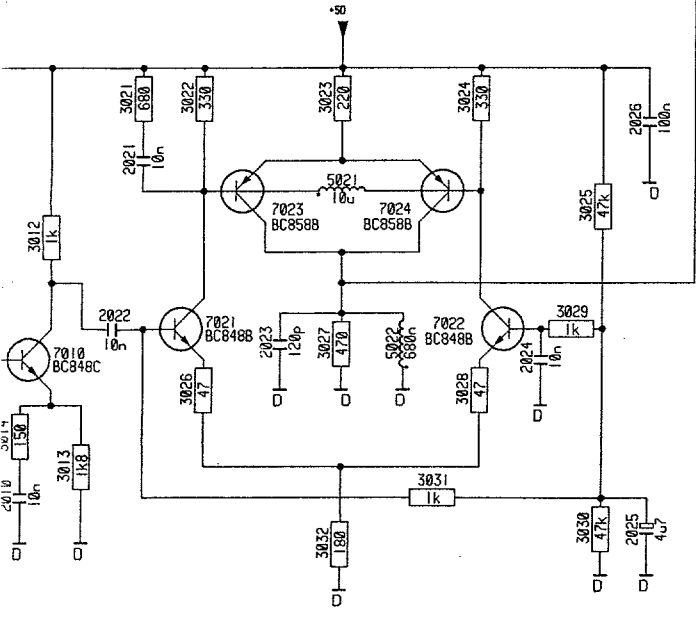 +5D
3021 680
3022 330
3023 220
3024 330
2026 100n
2021 10n
5021
10u
7023
BC858B
7024
BC858B
3025 47k
D
3012 1k
2022
10n
7021
BC848B
2023 120p
3027 470
5022 680n
7022
BC848B
3029
1k
7010
BC848C
2024 10n
3026 47
3028 47
D
D
D
D
3014 150
3013 1k8
2010 10n
3031
1k
3032 180
3030 47k
2025 4u7
D
D
D
D
D